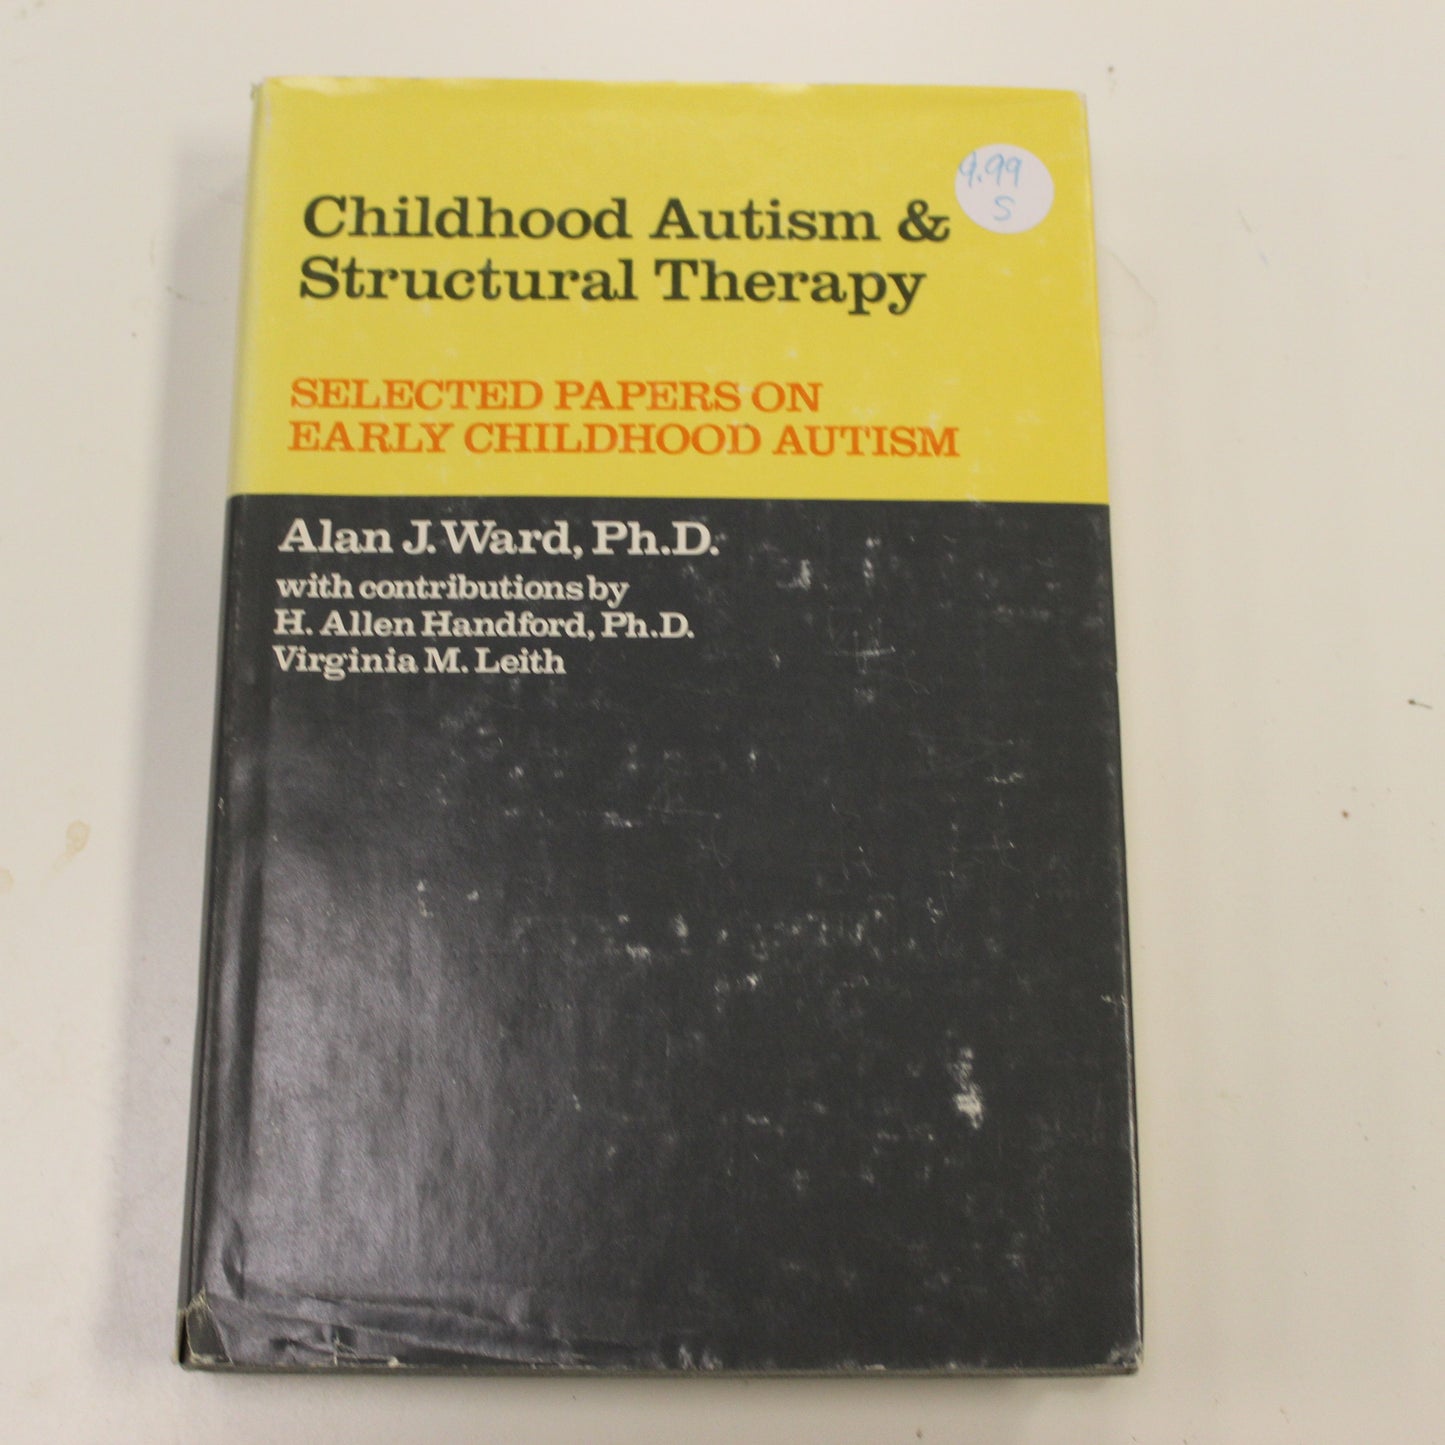 9.99
S
Childhood Autism &
Structural Therapy
SELECTED PAPERS ON
EARLY CHILDHOOD AUTISM
Alan J. Ward, Ph.D.
with contributions by
H. Allen Handford, Ph.D.
Virginia M. Leith